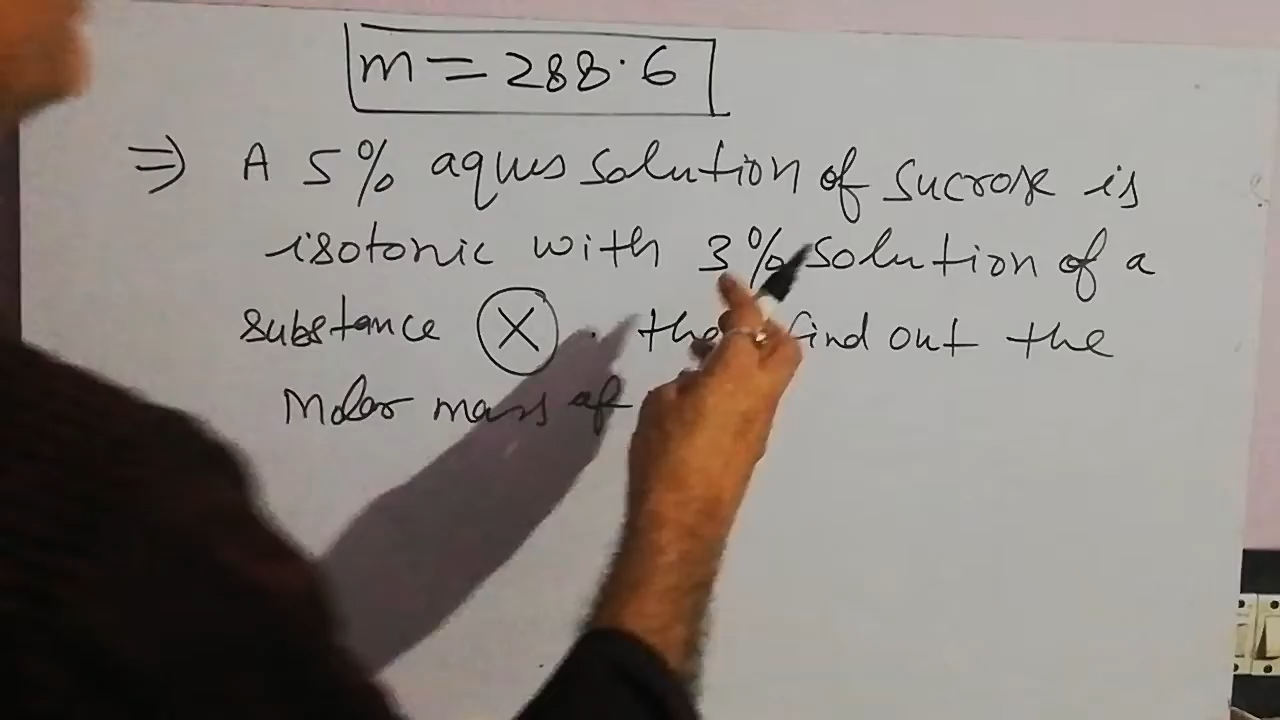 m = 288.6
⇒ A 5% aques solution of sucrose is
isotonic with 3% solution of a
substance X . find out the
Molar mass of